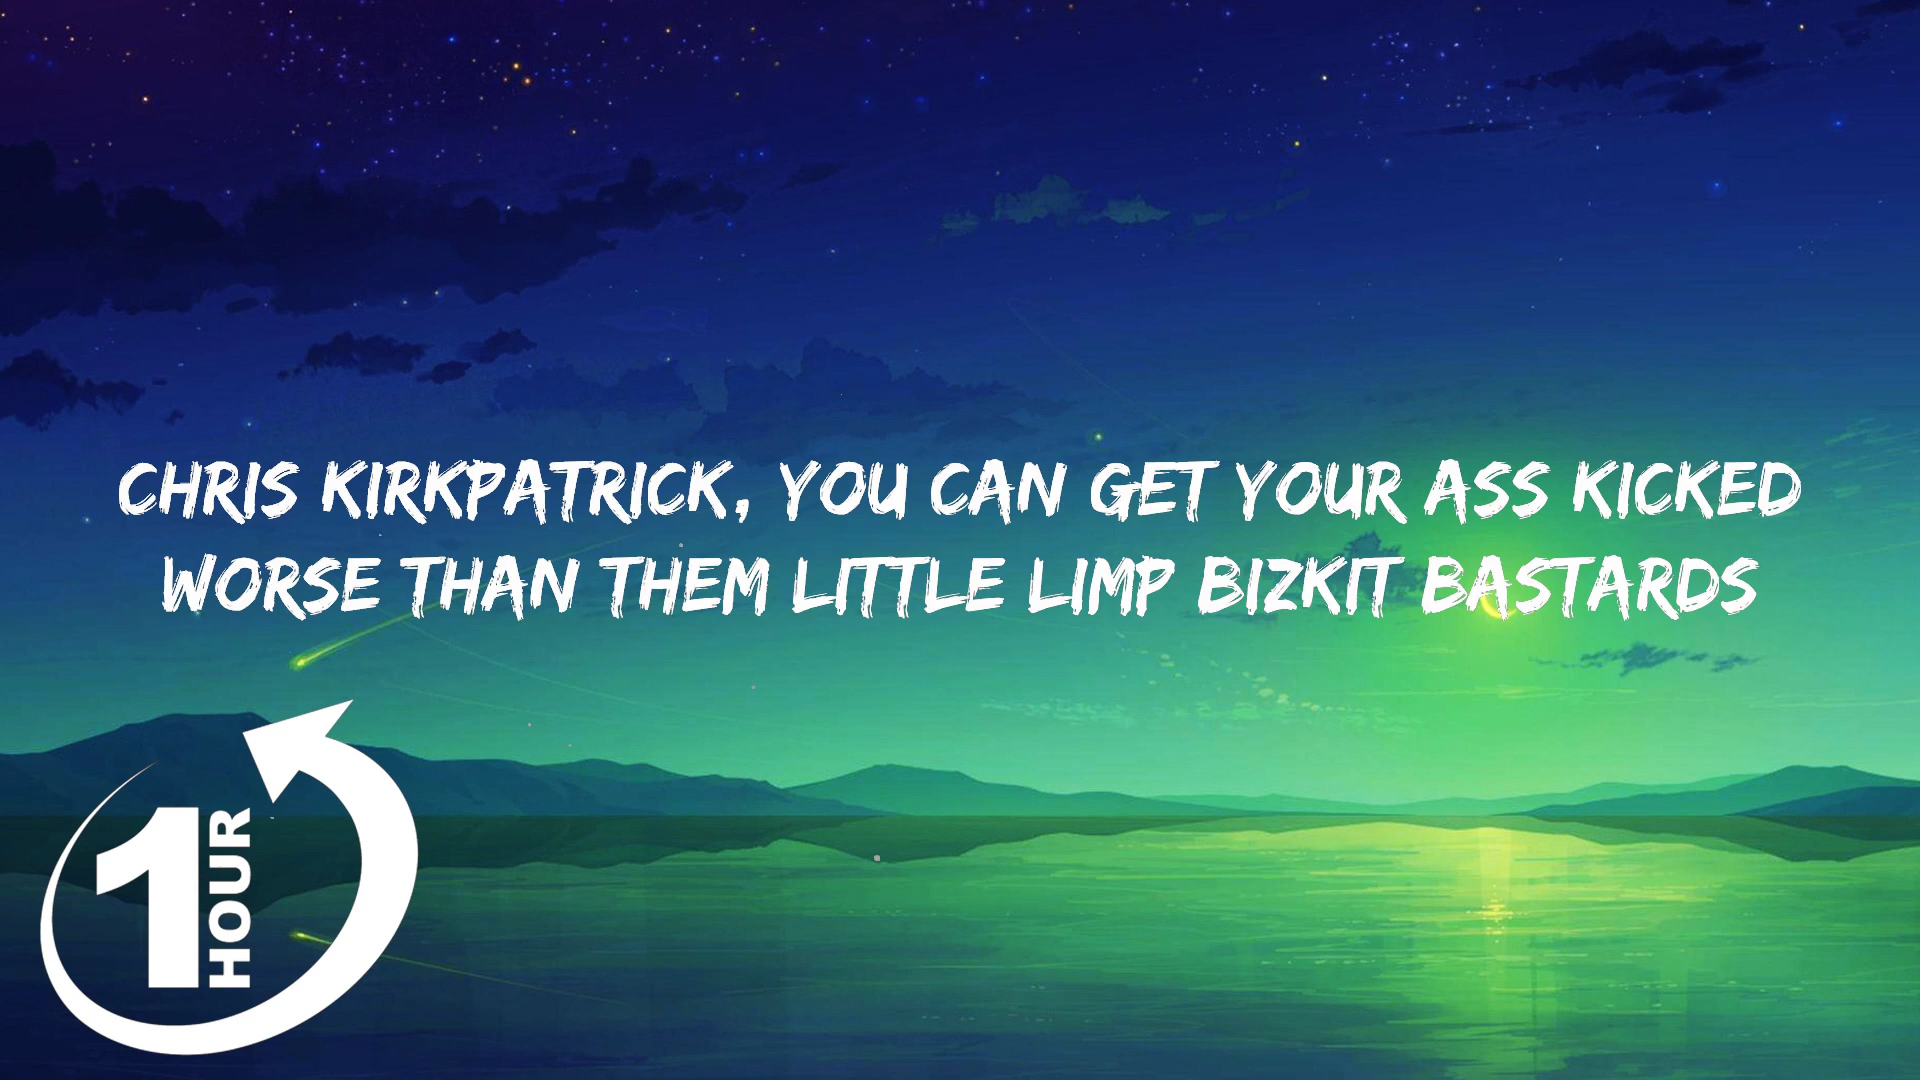 CHRIS KIRKPATRICK, YOU CAN GET YOUR ASS KICKED
WORSE THAN THEM LITTLE LIMP BIZKIT BASTARDS
1 HOUR